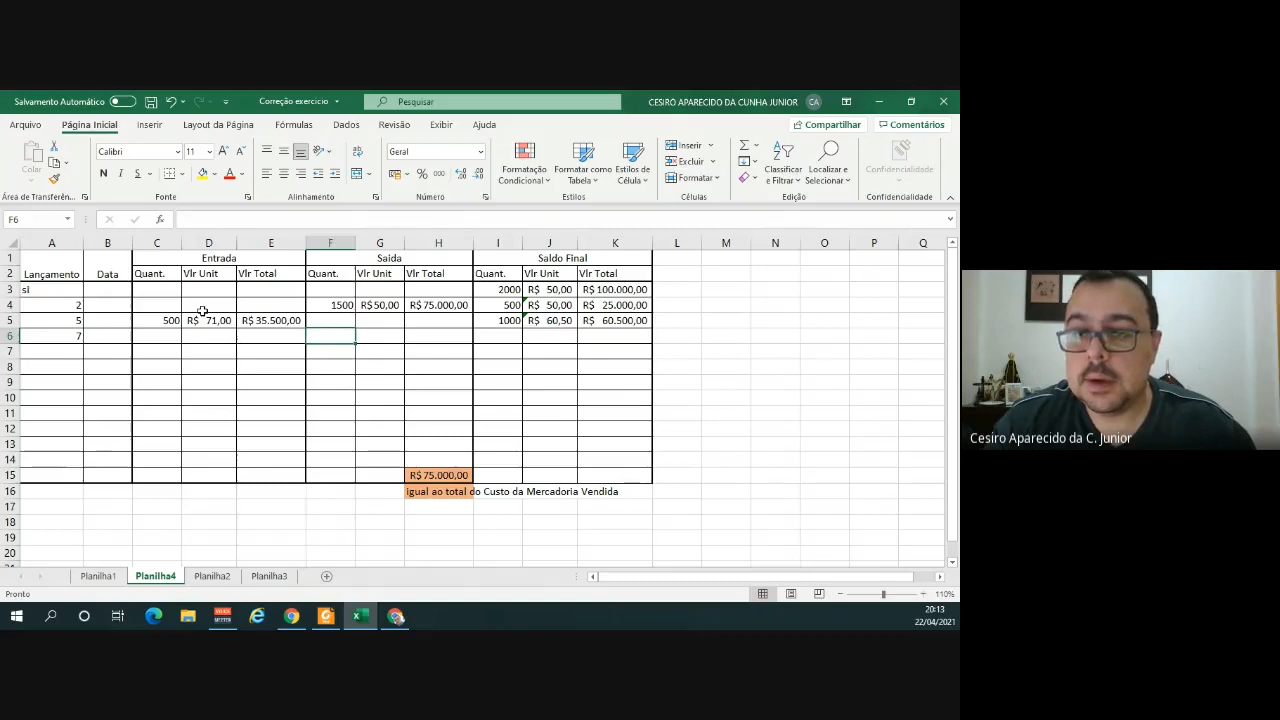 Salvamento Automático
Correção exercicio
Pesquisar
CESIRO APARECIDO DA CUNHA JUNIOR CA
Arquivo Página Inicial Inserir Layout da Página Fórmulas Dados Revisão Exibir Ajuda Compartilhar Comentários
Colar
Calibri 11
Geral
N I S
Formatação Condicional
Formatar como Tabela
Estilos de Célula
Inserir
Excluir
Formatar
Classificar e Filtrar
Localizar e Selecionar
Confidencialidade
Área de Transferên... Fonte Alinhamento Número Estilos Células Edição Confidencialidade
F6 fx
A B C D E F G H I J K L M N O P Q
1 Entrada Saida Saldo Final
2 Lançamento Data Quant. Vlr Unit Vlr Total Quant. Vlr Unit Vlr Total Quant. Vlr Unit Vlr Total
3 si 2000 R$ 50,00 R$ 100.000,00
4 2 1500 R$ 50,00 R$ 75.000,00 500 R$ 50,00 R$ 25.000,00
5 5 500 R$ 71,00 R$ 35.500,00 1000 R$ 60,50 R$ 60.500,00
6 7
7
8
9
10
11
12
13
14
15 R$ 75.000,00
16 igual ao total do Custo da Mercadoria Vendida
17
18
19
20
Planilha1 Planilha4 Planilha2 Planilha3
Pronto 110%
20:13
22/04/2021
Cesiro Aparecido da C. Junior